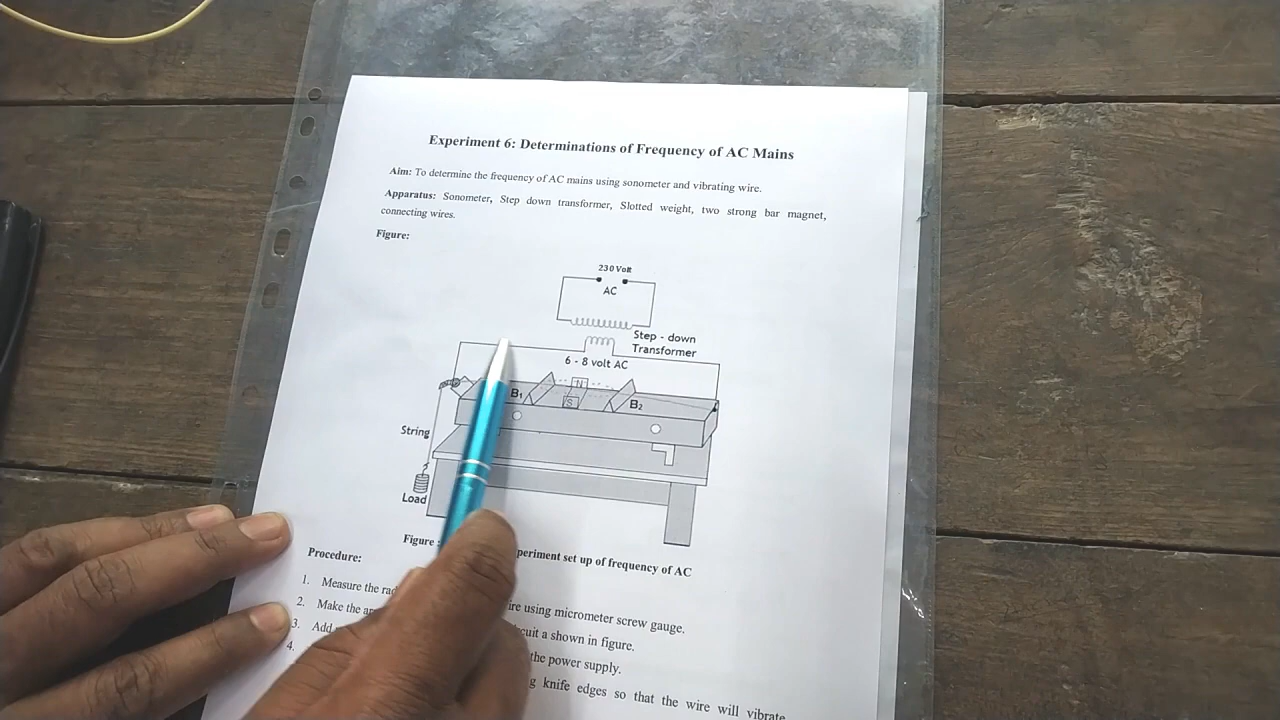 Experiment 6: Determinations of Frequency of AC Mains
Aim: To determine the frequency of AC mains using sonometer and vibrating wire.
Apparatus: Sonometer, Step down transformer, Slotted weight, two strong bar magnet,
connecting wires.
Figure:
230 Volt
AC
Step - down
Transformer
6 - 8 volt AC
N
B₁
S
B₂
String
Load
Figure : periment set up of frequency of AC
Procedure:
1. Measure the rad ire using micrometer screw gauge.
2. Make the cuit a shown in figure.
3. Add the power supply.
4. g knife edges so that the wire will vibrate